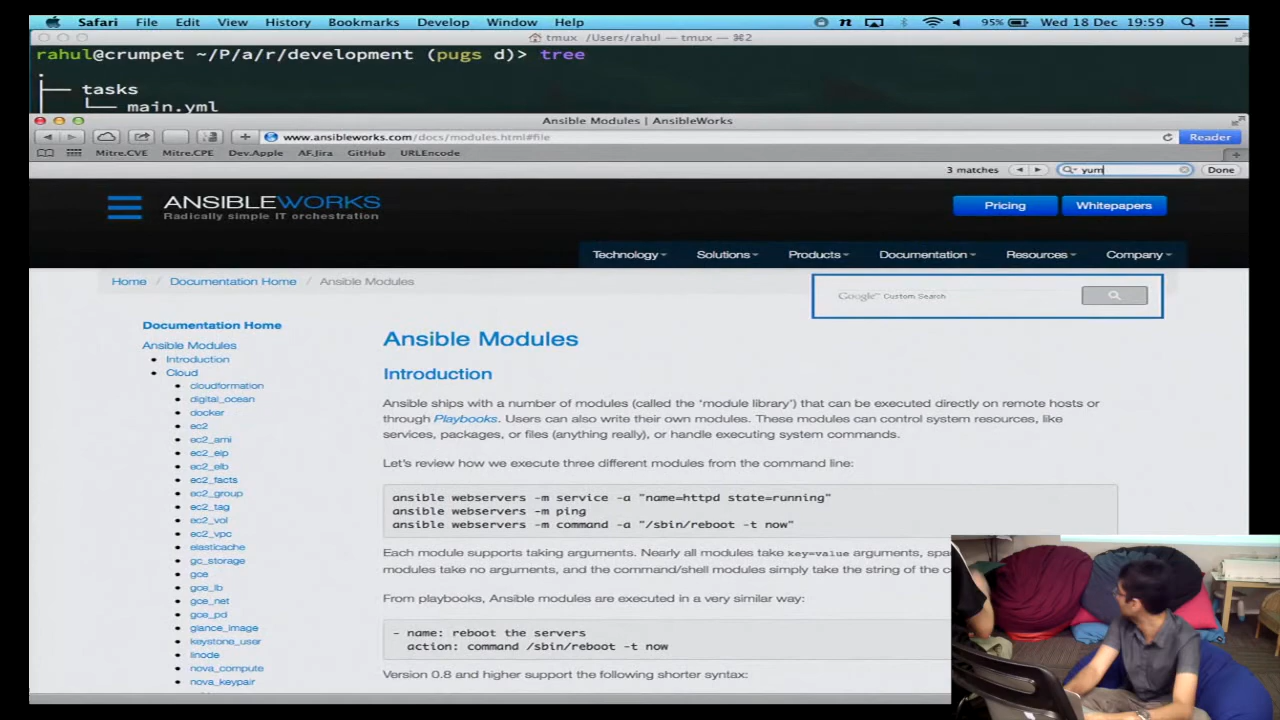 Safari File Edit View History Bookmarks Develop Window Help 95% Wed 18 Dec 19:59
tmux /Users/rahul — tmux — ⌘2
rahul@crumpet ~/P/a/r/development (pugs d)> tree
.
├── tasks
└── main.yml
Ansible Modules | AnsibleWorks
www.ansibleworks.com/docs/modules.html#file Reader
Mitre.CVE Mitre.CPE Dev.Apple AF.Jira GitHub URLEncode
3 matches yum Done
ANSIBLEWORKS
Radically simple IT orchestration
Pricing Whitepapers
Technology Solutions Products Documentation Resources Company
Home / Documentation Home / Ansible Modules
Google™ Custom Search
Documentation Home
Ansible Modules
Introduction
Cloud
cloudformation
digital_ocean
docker
ec2
ec2_ami
ec2_eip
ec2_elb
ec2_facts
ec2_group
ec2_tag
ec2_vol
ec2_vpc
elasticache
gc_storage
gce
gce_lb
gce_net
gce_pd
glance_image
keystone_user
linode
nova_compute
nova_keypair
Ansible Modules
Introduction
Ansible ships with a number of modules (called the ‘module library’) that can be executed directly on remote hosts or
through Playbooks. Users can also write their own modules. These modules can control system resources, like
services, packages, or files (anything really), or handle executing system commands.
Let’s review how we execute three different modules from the command line:
ansible webservers -m service -a "name=httpd state=running"
ansible webservers -m ping
ansible webservers -m command -a "/sbin/reboot -t now"
Each module supports taking arguments. Nearly all modules take key=value arguments, spa
modules take no arguments, and the command/shell modules simply take the string of the c
From playbooks, Ansible modules are executed in a very similar way:
- name: reboot the servers
action: command /sbin/reboot -t now
Version 0.8 and higher support the following shorter syntax: